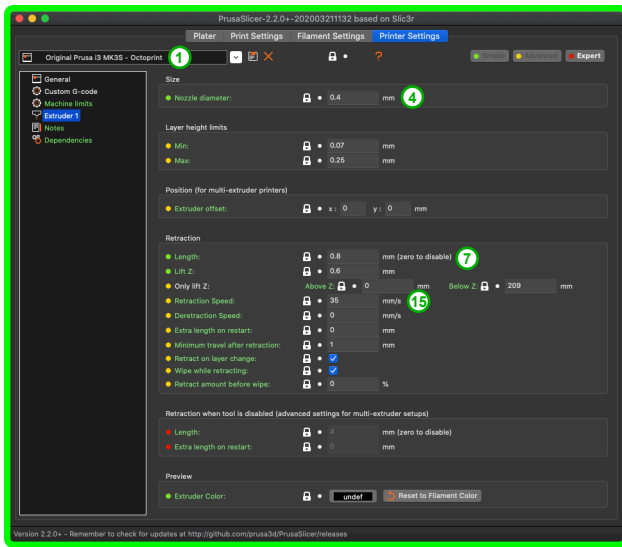 PrusaSlicer-2.2.0+-202003211132 based on Slic3r
Plater Print Settings Filament Settings Printer Settings
Original Prusa i3 MK3S - Octoprint 1 ? Simple Advanced Expert
General
Custom G-code
Machine limits
Extruder 1
Notes
Dependencies
Size
Nozzle diameter: 0.4 mm 4
Layer height limits
Min: 0.07 mm
Max: 0.25 mm
Position (for multi-extruder printers)
Extruder offset: x: 0 y: 0 mm
Retraction
Length: 0.8 mm (zero to disable) 7
Lift Z: 0.6 mm
Only lift Z: Above Z: 0 mm Below Z: 209 mm
Retraction Speed: 35 mm/s 15
Deretraction Speed: 0 mm/s
Extra length on restart: 0 mm
Minimum travel after retraction: 1 mm
Retract on layer change:
Wipe while retracting:
Retract amount before wipe: 0 %
Retraction when tool is disabled (advanced settings for multi-extruder setups)
Length: 4 mm (zero to disable)
Extra length on restart: 0 mm
Preview
Extruder Color: undef Reset to Filament Color
Version 2.2.0+ - Remember to check for updates at http://github.com/prusa3d/PrusaSlicer/releases